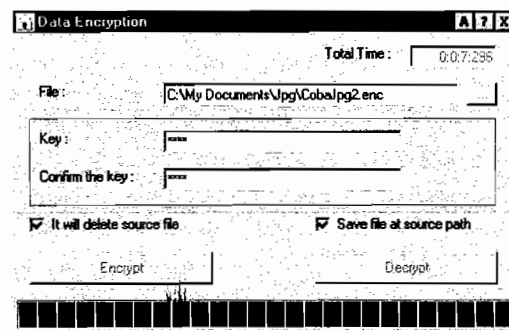 Data Encryption A ? X
Total Time : 0:0:7:296
File : C:\My Documents\Jpg\CobaJpg2.enc
Key : ****
Confirm the key : ****
It will delete source file Save file at source path
Encrypt Decrypt